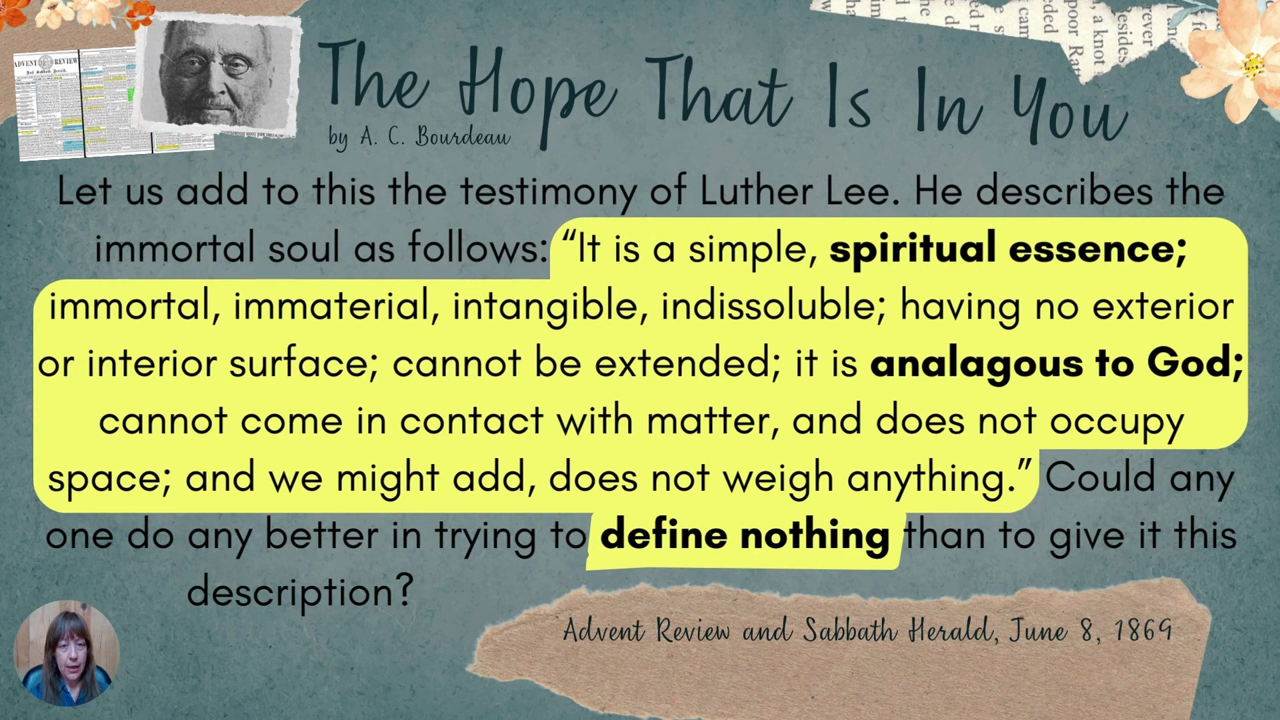 ADVENT REVIEW
The Hope That Is In You
by A. C. Bourdeau
Let us add to this the testimony of Luther Lee. He describes the
immortal soul as follows: “It is a simple, spiritual essence;
immortal, immaterial, intangible, indissoluble; having no exterior
or interior surface; cannot be extended; it is analagous to God;
cannot come in contact with matter, and does not occupy
space; and we might add, does not weigh anything.” Could any
one do any better in trying to define nothing than to give it this
description?
Advent Review and Sabbath Herald, June 8, 1869